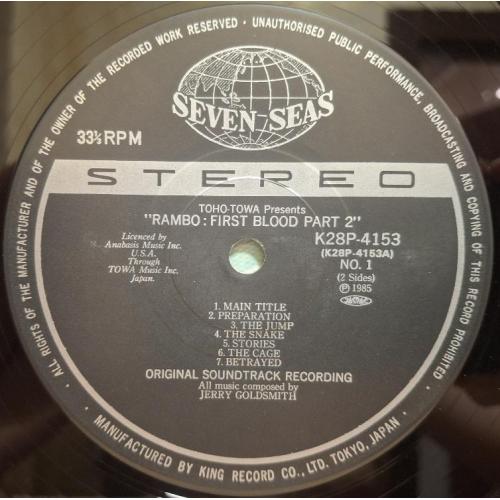 ALL RIGHTS OF THE MANUFACTURER AND OF THE OWNER OF THE RECORDED WORK RESERVED · UNAUTHORISED PUBLIC PERFORMANCE, BROADCASTING AND COPYING OF THIS RECORD PROHIBITED
SEVEN SEAS
33⅓ RPM
STEREO
TOHO-TOWA Presents
"RAMBO: FIRST BLOOD PART 2"
Licenced by
Anabasis Music Inc.
U.S.A.
Through
TOWA Music Inc.
Japan.
K28P-4153
(K28P-4153A)
NO. 1
(2 Sides)
Ⓟ 1985
1. MAIN TITLE
2. PREPARATION
3. THE JUMP
4. THE SNAKE
5. STORIES
6. THE CAGE
7. BETRAYED
ORIGINAL SOUNDTRACK RECORDING
All music composed by
JERRY GOLDSMITH
· MANUFACTURED BY KING RECORD CO., LTD. TOKYO, JAPAN ·